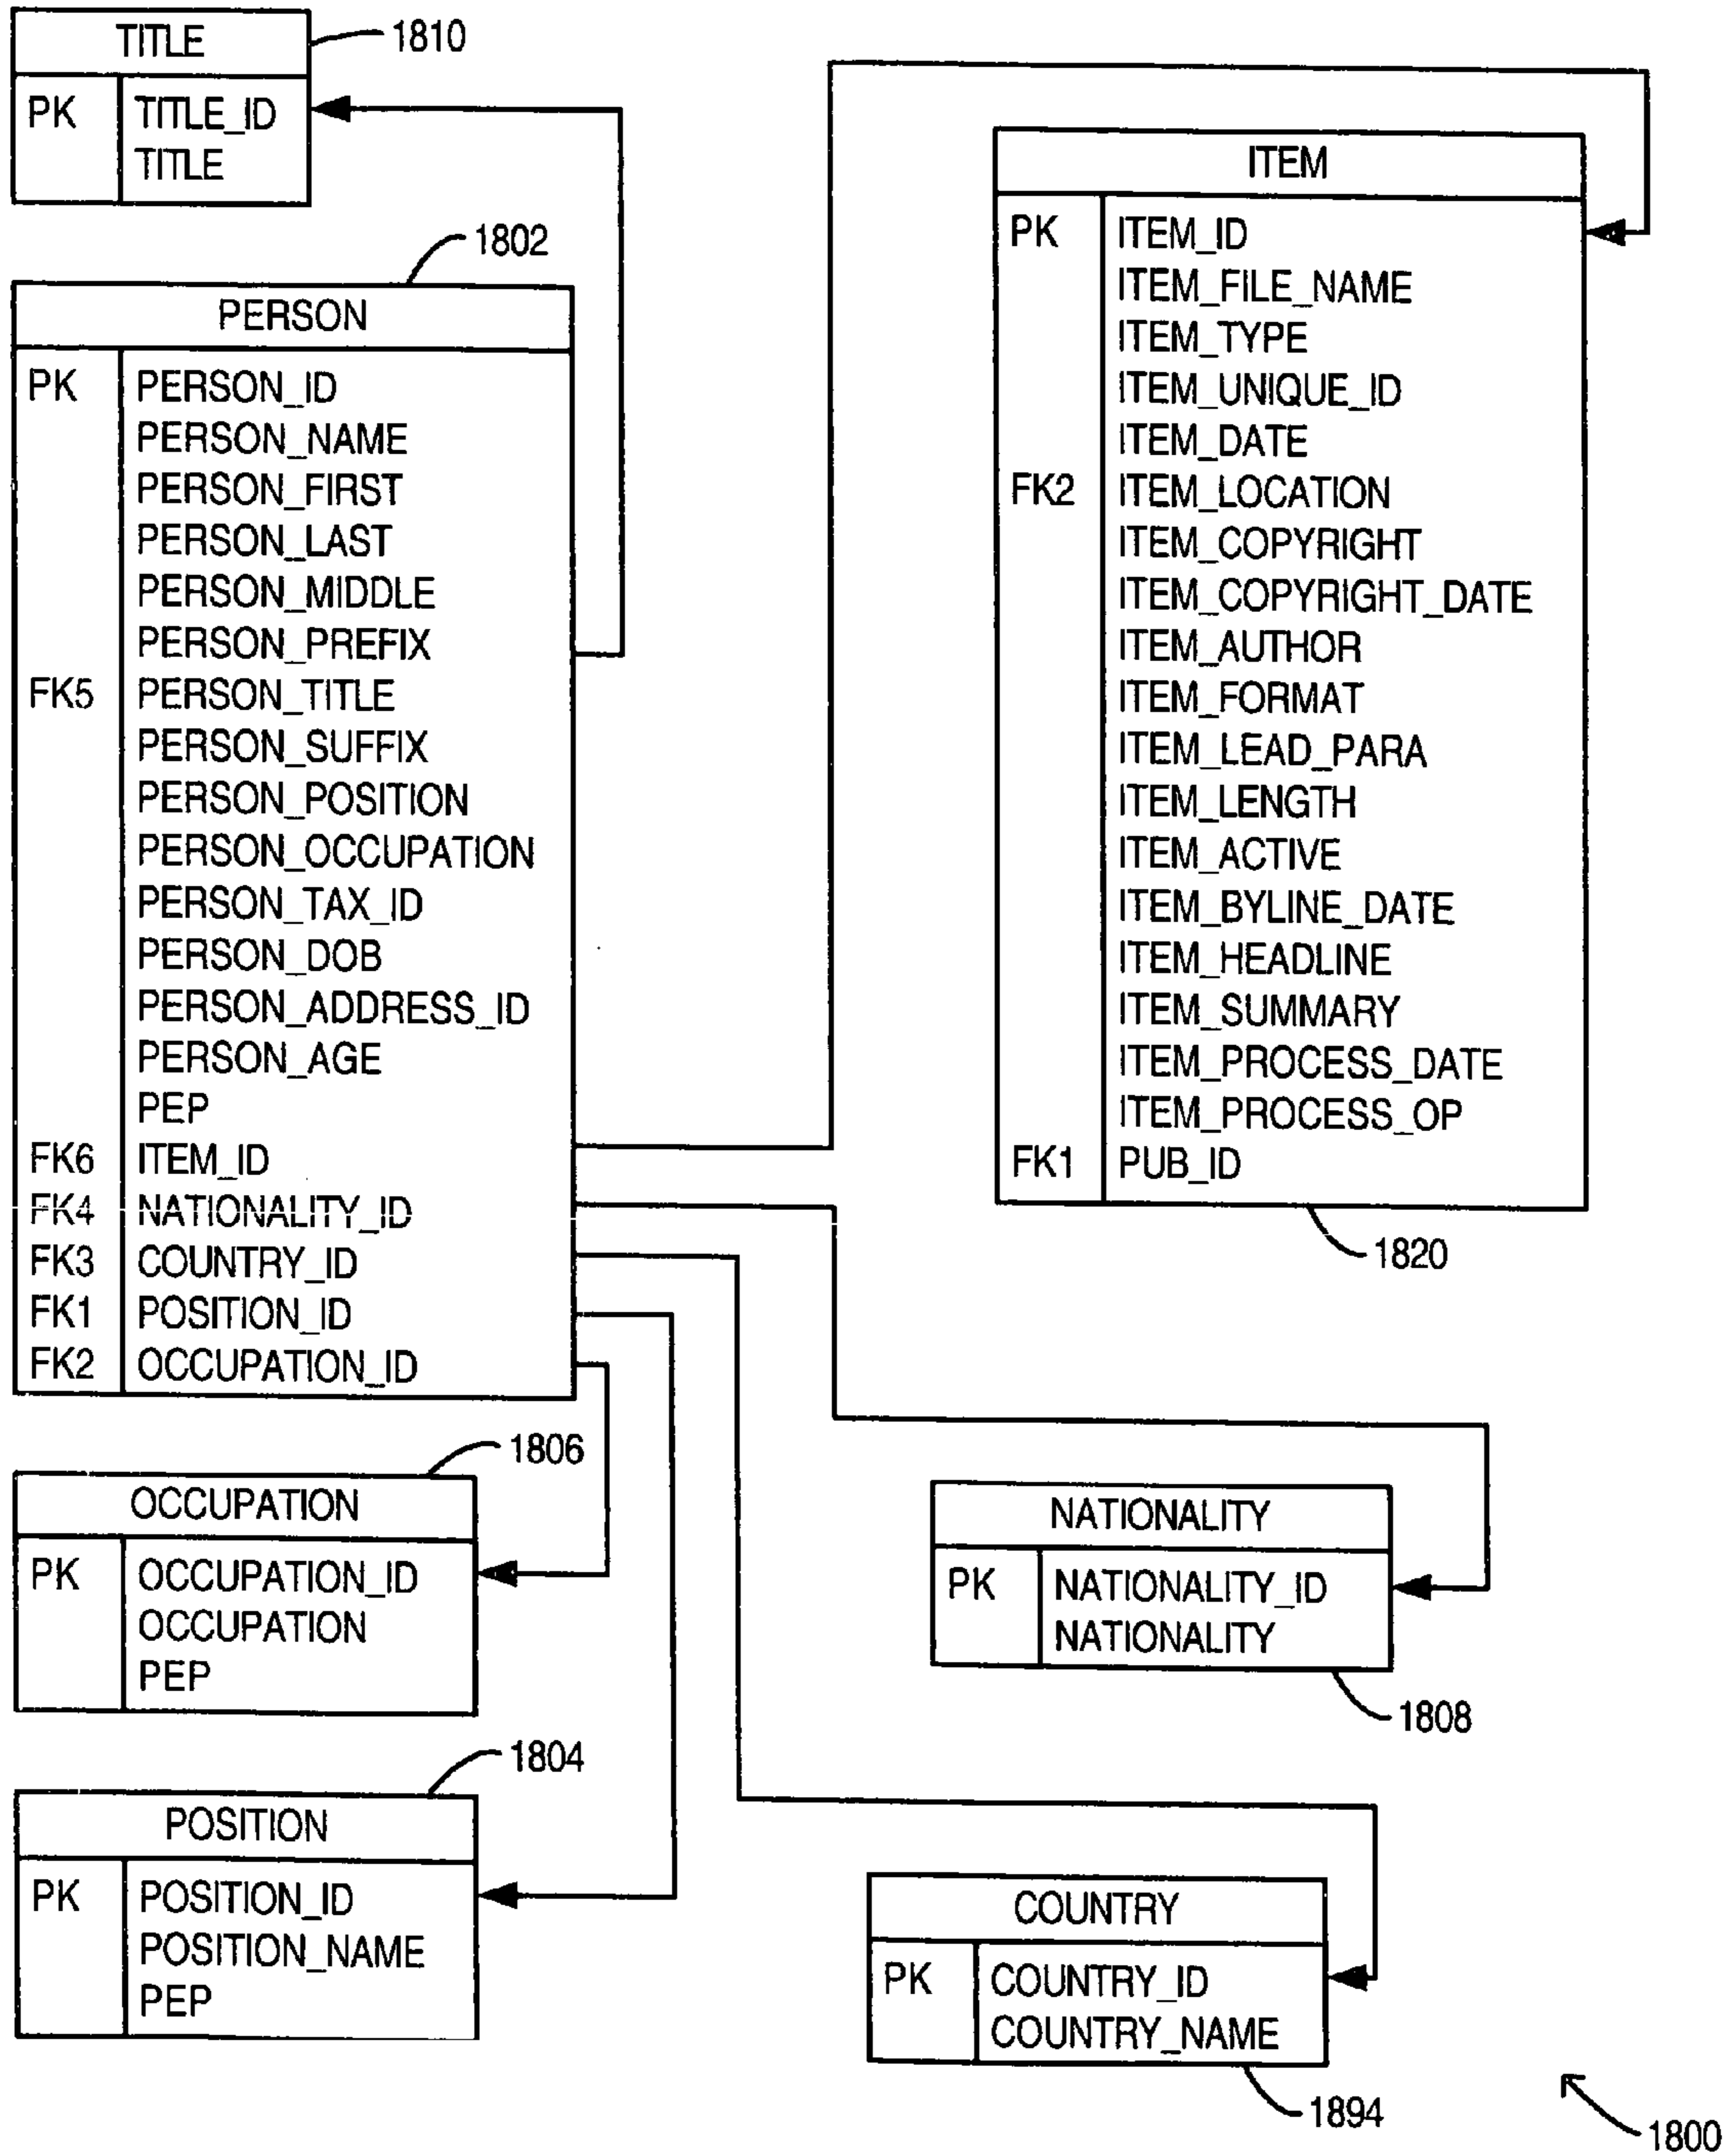 TITLE
1810
PK TITLE_ID
TITLE
1802
PERSON
PK PERSON_ID
PERSON_NAME
PERSON_FIRST
PERSON_LAST
PERSON_MIDDLE
PERSON_PREFIX
FK5 PERSON_TITLE
PERSON_SUFFIX
PERSON_POSITION
PERSON_OCCUPATION
PERSON_TAX_ID
PERSON_DOB
PERSON_ADDRESS_ID
PERSON_AGE
PEP
FK6 ITEM_ID
FK4 NATIONALITY_ID
FK3 COUNTRY_ID
FK1 POSITION_ID
FK2 OCCUPATION_ID
ITEM
PK ITEM_ID
ITEM_FILE_NAME
ITEM_TYPE
ITEM_UNIQUE_ID
ITEM_DATE
FK2 ITEM_LOCATION
ITEM_COPYRIGHT
ITEM_COPYRIGHT_DATE
ITEM_AUTHOR
ITEM_FORMAT
ITEM_LEAD_PARA
ITEM_LENGTH
ITEM_ACTIVE
ITEM_BYLINE_DATE
ITEM_HEADLINE
ITEM_SUMMARY
ITEM_PROCESS_DATE
ITEM_PROCESS_OP
FK1 PUB_ID
1820
1806
OCCUPATION
PK OCCUPATION_ID
OCCUPATION
PEP
NATIONALITY
PK NATIONALITY_ID
NATIONALITY
1808
1804
POSITION
PK POSITION_ID
POSITION_NAME
PEP
COUNTRY
PK COUNTRY_ID
COUNTRY_NAME
1894
1800